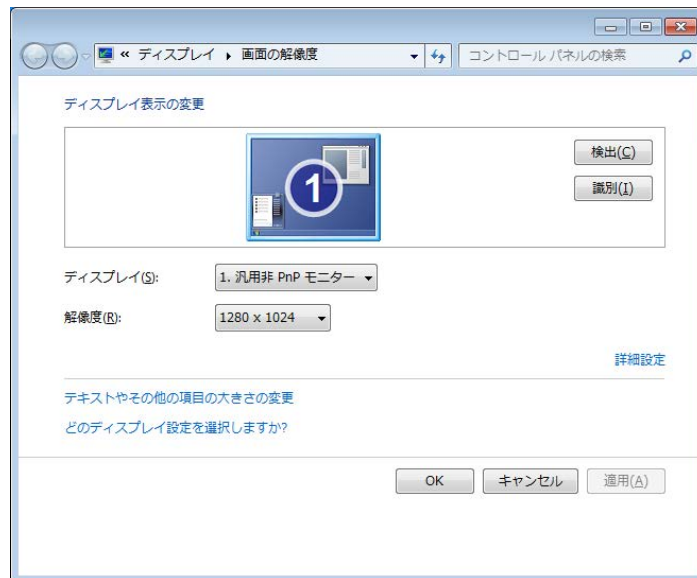 « ディスプレイ ▸ 画面の解像度
コントロール パネルの検索
ディスプレイ表示の変更
1
検出(C)
識別(I)
ディスプレイ(S):
1. 汎用非 PnP モニター
解像度(R):
1280 x 1024
詳細設定
テキストやその他の項目の大きさの変更
どのディスプレイ設定を選択しますか?
OK
キャンセル
適用(A)